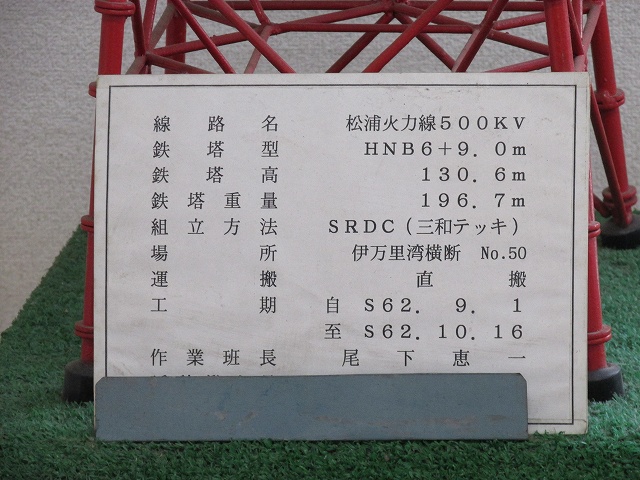 線路名 松浦火力線500KV
鉄塔型 HNB6+9.0m
鉄塔高 130.6m
鉄塔重量 196.7m
組立方法 SRDC(三和テッキ)
場所 伊万里湾横断 No.50
運搬 直搬
工期 自 S62.9.1
至 S62.10.16
作業班長 尾下恵一